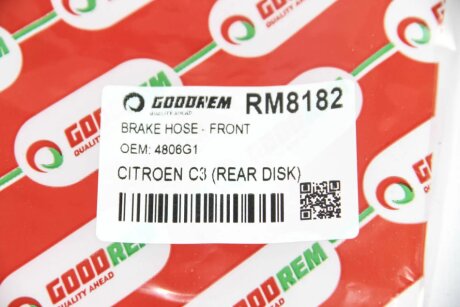 GOODREM
QUALITY AHEAD
GOODREM RM8182
QUALITY AHEAD
BRAKE HOSE - FRONT
OEM: 4806G1
CITROEN C3 (REAR DISK)
GOODREM
QUALITY AHEAD
GOODREM